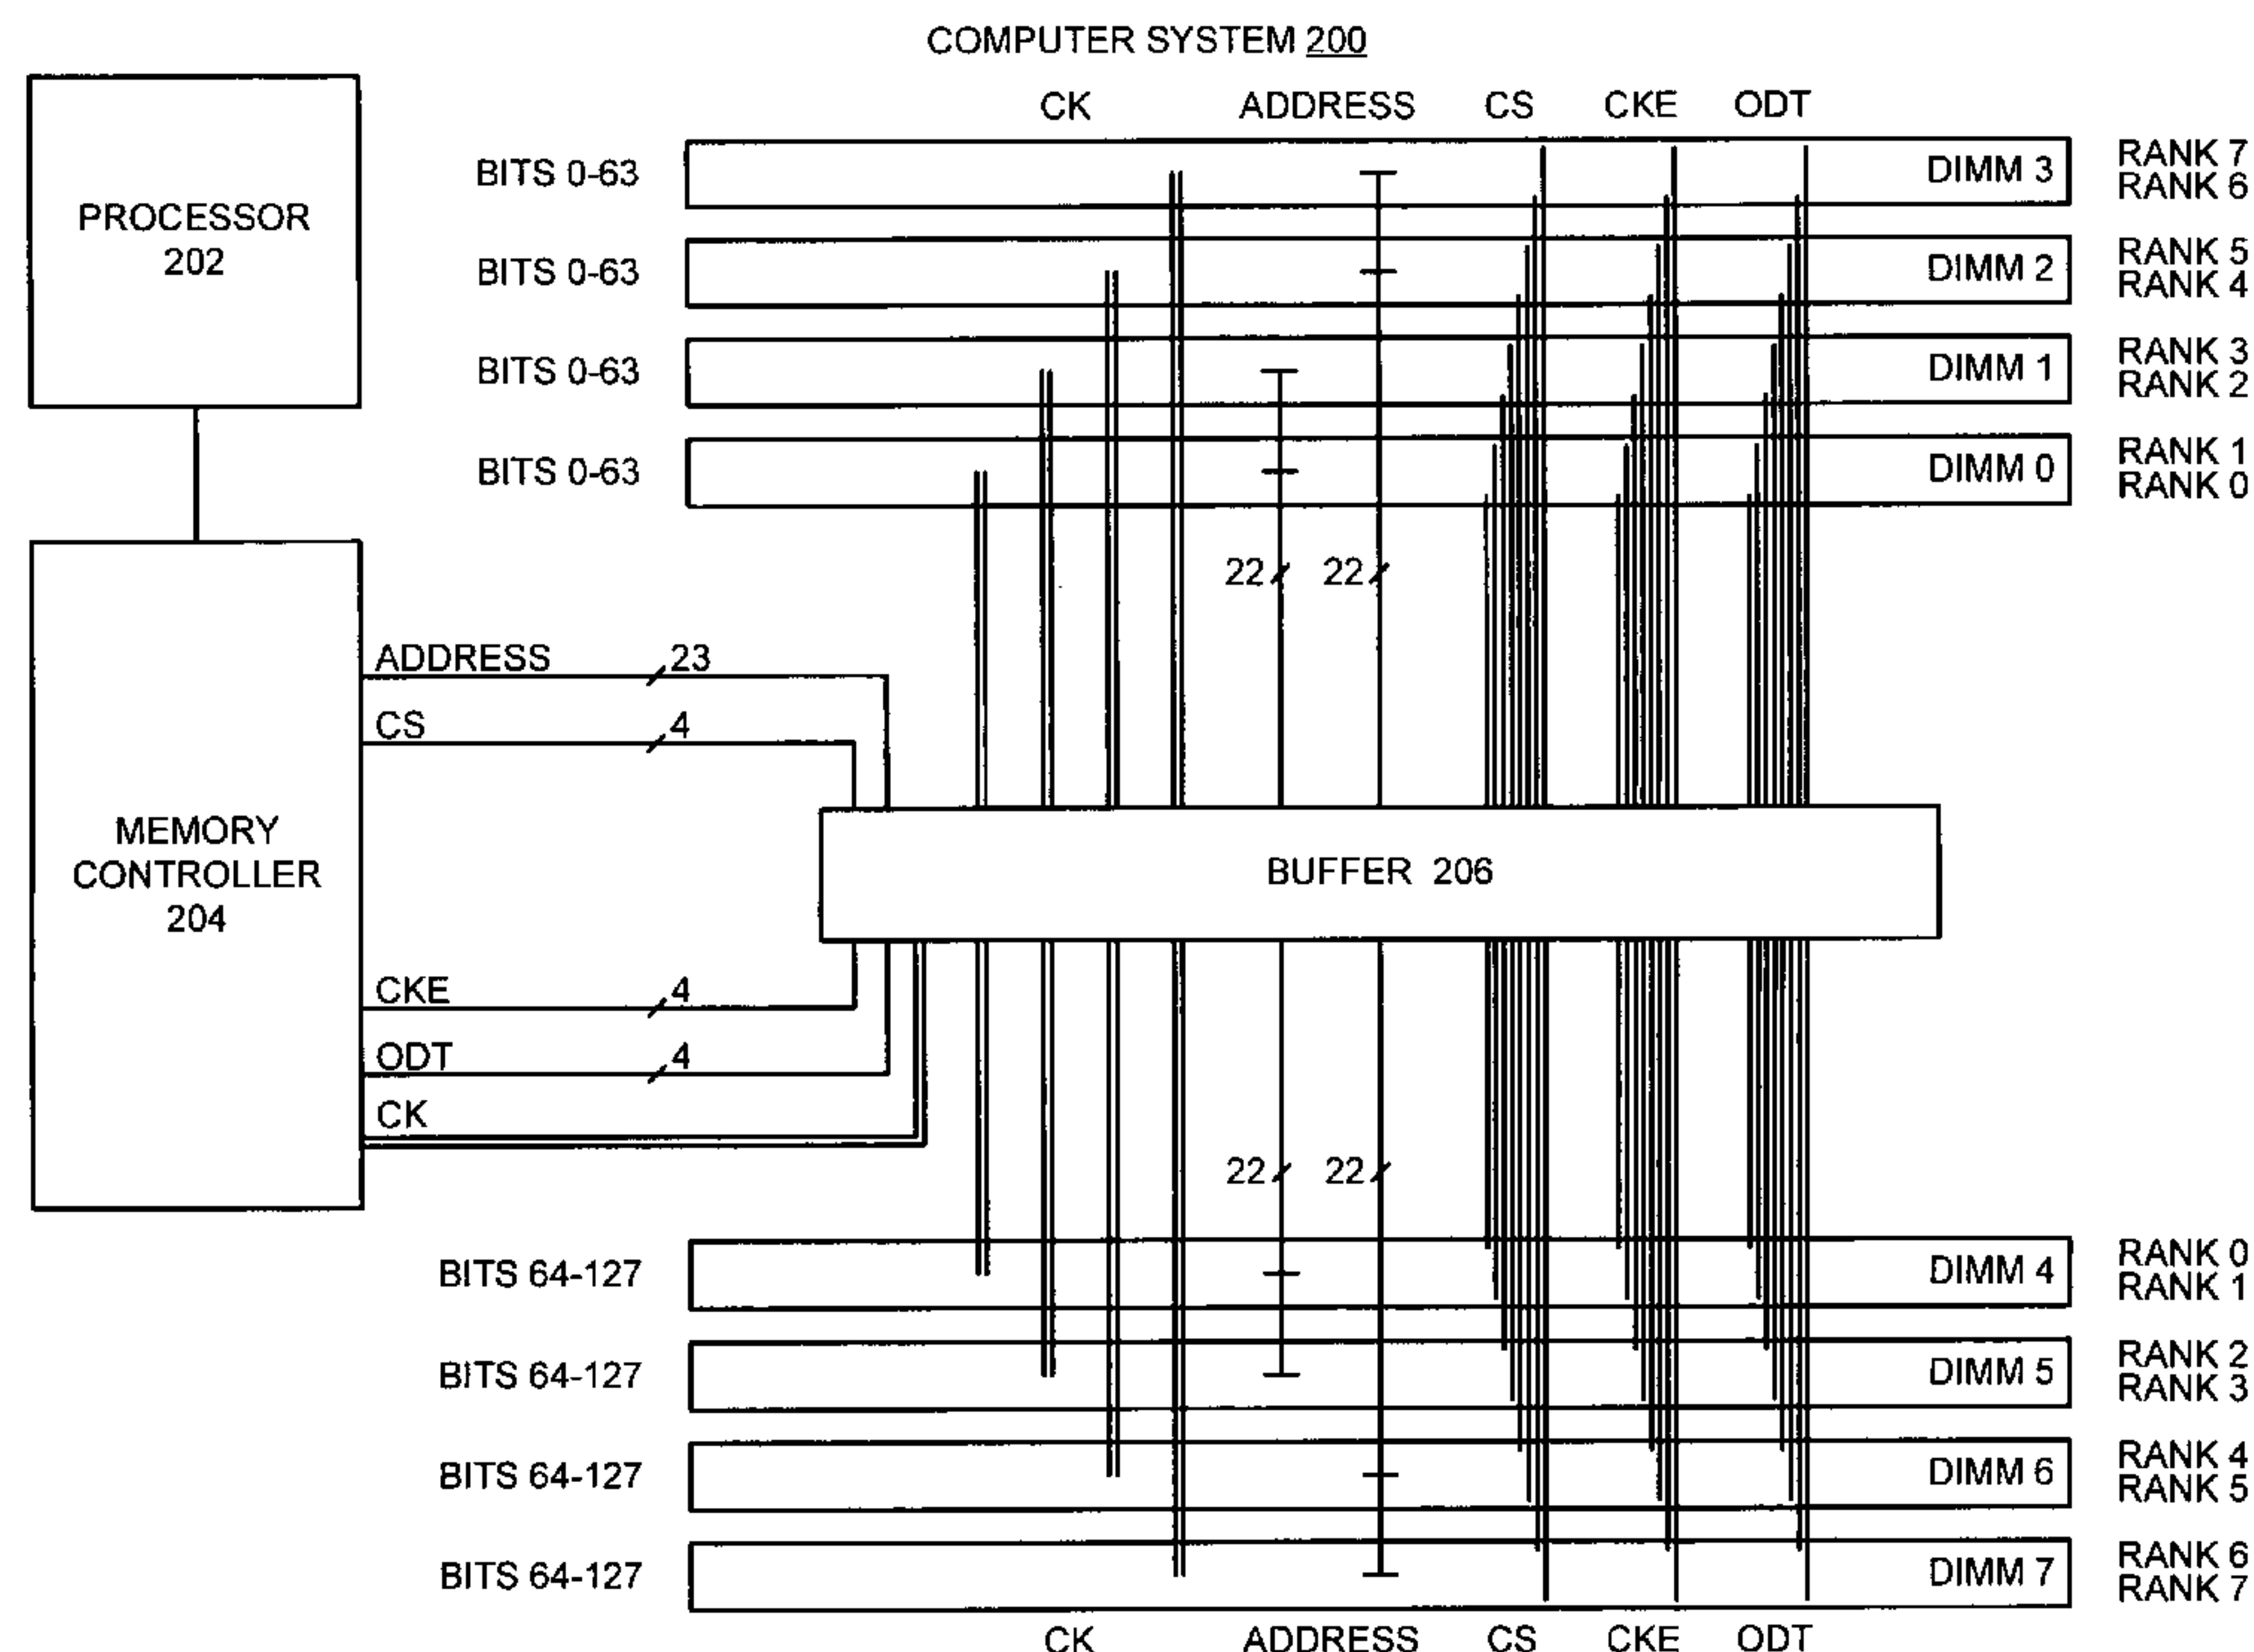 COMPUTER SYSTEM 200
CK ADDRESS CS CKE ODT
PROCESSOR
202
BITS 0-63 DIMM 3 RANK 7
RANK 6
BITS 0-63 DIMM 2 RANK 5
RANK 4
BITS 0-63 DIMM 1 RANK 3
RANK 2
BITS 0-63 DIMM 0 RANK 1
RANK 0
22 22
ADDRESS 23
CS 4
MEMORY
CONTROLLER
204
BUFFER 206
CKE 4
ODT 4
CK
22 22
BITS 64-127 DIMM 4 RANK 0
RANK 1
BITS 64-127 DIMM 5 RANK 2
RANK 3
BITS 64-127 DIMM 6 RANK 4
RANK 5
BITS 64-127 DIMM 7 RANK 6
RANK 7
CK ADDRESS CS CKE ODT